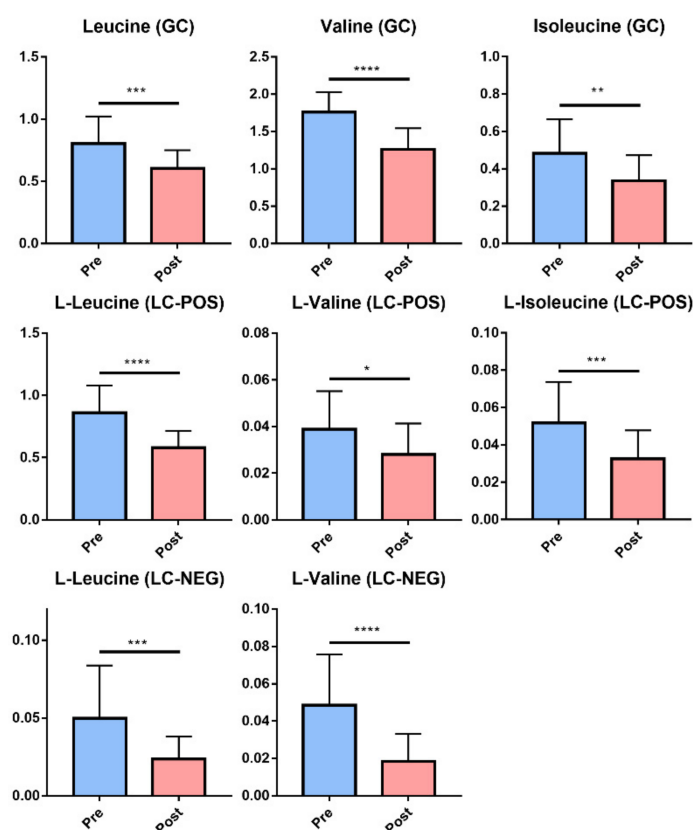 Leucine (GC)
1.5
1.0
0.5
0.0
***
Pre
Post
Valine (GC)
2.5
2.0
1.5
1.0
0.5
0.0
****
Pre
Post
Isoleucine (GC)
1.0
0.8
0.6
0.4
0.2
0.0
**
Pre
Post
L-Leucine (LC-POS)
1.5
1.0
0.5
0.0
****
Pre
Post
L-Valine (LC-POS)
0.08
0.06
0.04
0.02
0.00
*
Pre
Post
L-Isoleucine (LC-POS)
0.10
0.08
0.06
0.04
0.02
0.00
***
Pre
Post
L-Leucine (LC-NEG)
0.10
0.05
0.00
***
Pre
Post
L-Valine (LC-NEG)
0.10
0.08
0.06
0.04
0.02
0.00
****
Pre
Post